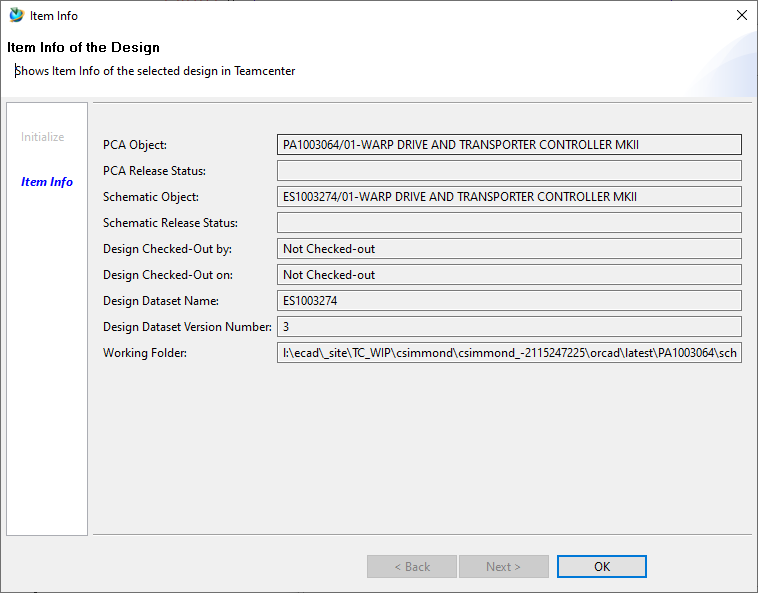 Item Info
Item Info of the Design
Shows Item Info of the selected design in Teamcenter
Initialize
Item Info
PCA Object: PA1003064/01-WARP DRIVE AND TRANSPORTER CONTROLLER MKII
PCA Release Status:
Schematic Object: ES1003274/01-WARP DRIVE AND TRANSPORTER CONTROLLER MKII
Schematic Release Status:
Design Checked-Out by: Not Checked-out
Design Checked-Out on: Not Checked-out
Design Dataset Name: ES1003274
Design Dataset Version Number: 3
Working Folder: I:\ecad\_site\TC_WIP\csimmond\csimmond_-2115247225\orcad\latest\PA1003064\sch
< Back Next > OK